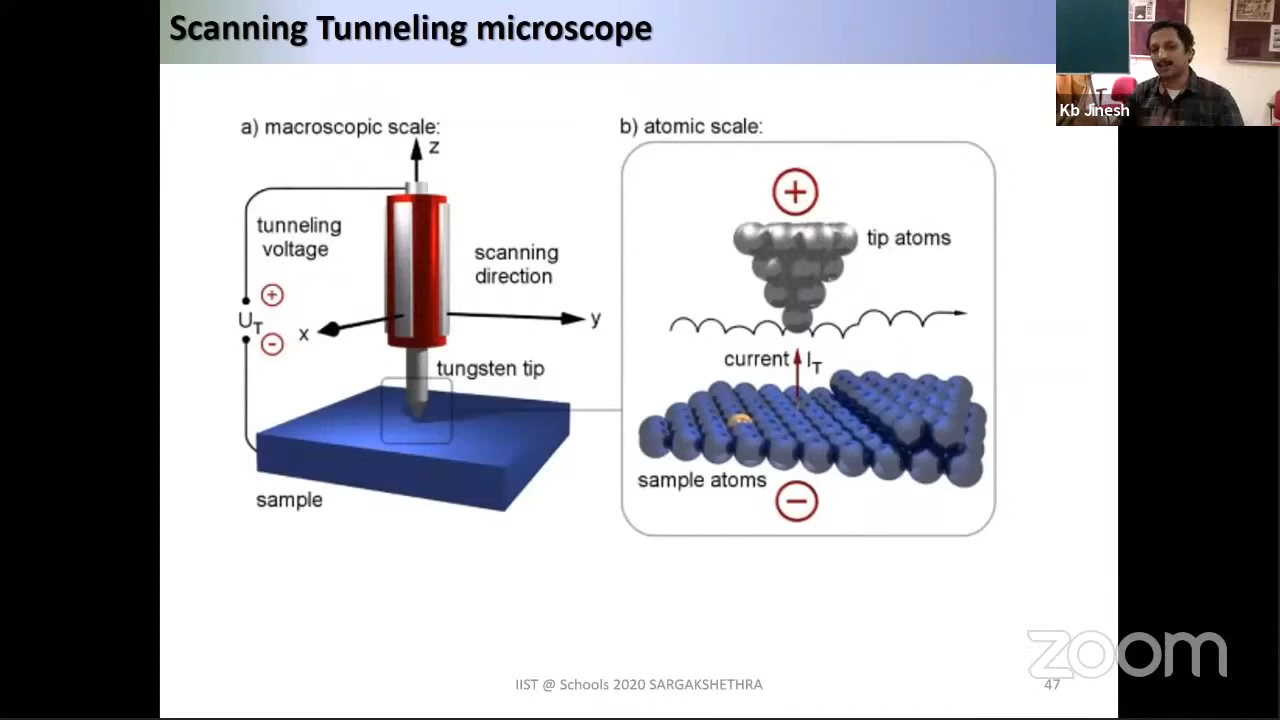 Scanning Tunneling microscope
Kb Jinesh
a) macroscopic scale:
z
tunneling
voltage
scanning
direction
+
UT
−
x
y
tungsten tip
sample
b) atomic scale:
+
tip atoms
current IT
sample atoms
−
zoom
IIST @ Schools 2020 SARGAKSHETHRA
47